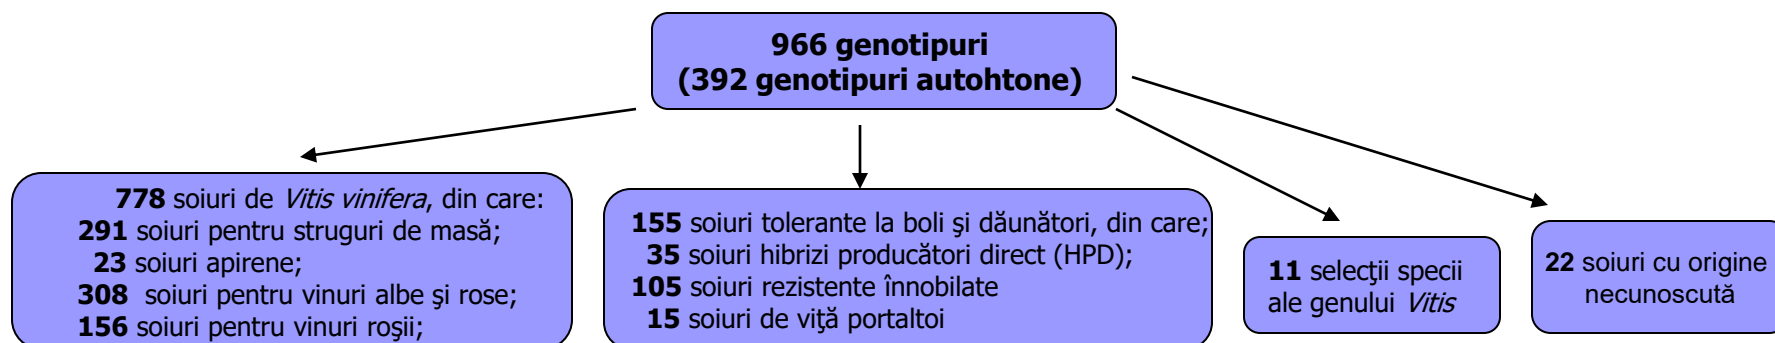 966 genotipuri
(392 genotipuri autohtone)
778 soiuri de Vitis vinifera, din care:
291 soiuri pentru struguri de masă;
23 soiuri apirene;
308 soiuri pentru vinuri albe şi rose;
156 soiuri pentru vinuri roşii;
155 soiuri tolerante la boli şi dăunători, din care;
35 soiuri hibrizi producători direct (HPD);
105 soiuri rezistente înnobilate
15 soiuri de viţă portaltoi
11 selecţii specii
ale genului Vitis
22 soiuri cu origine
necunoscută